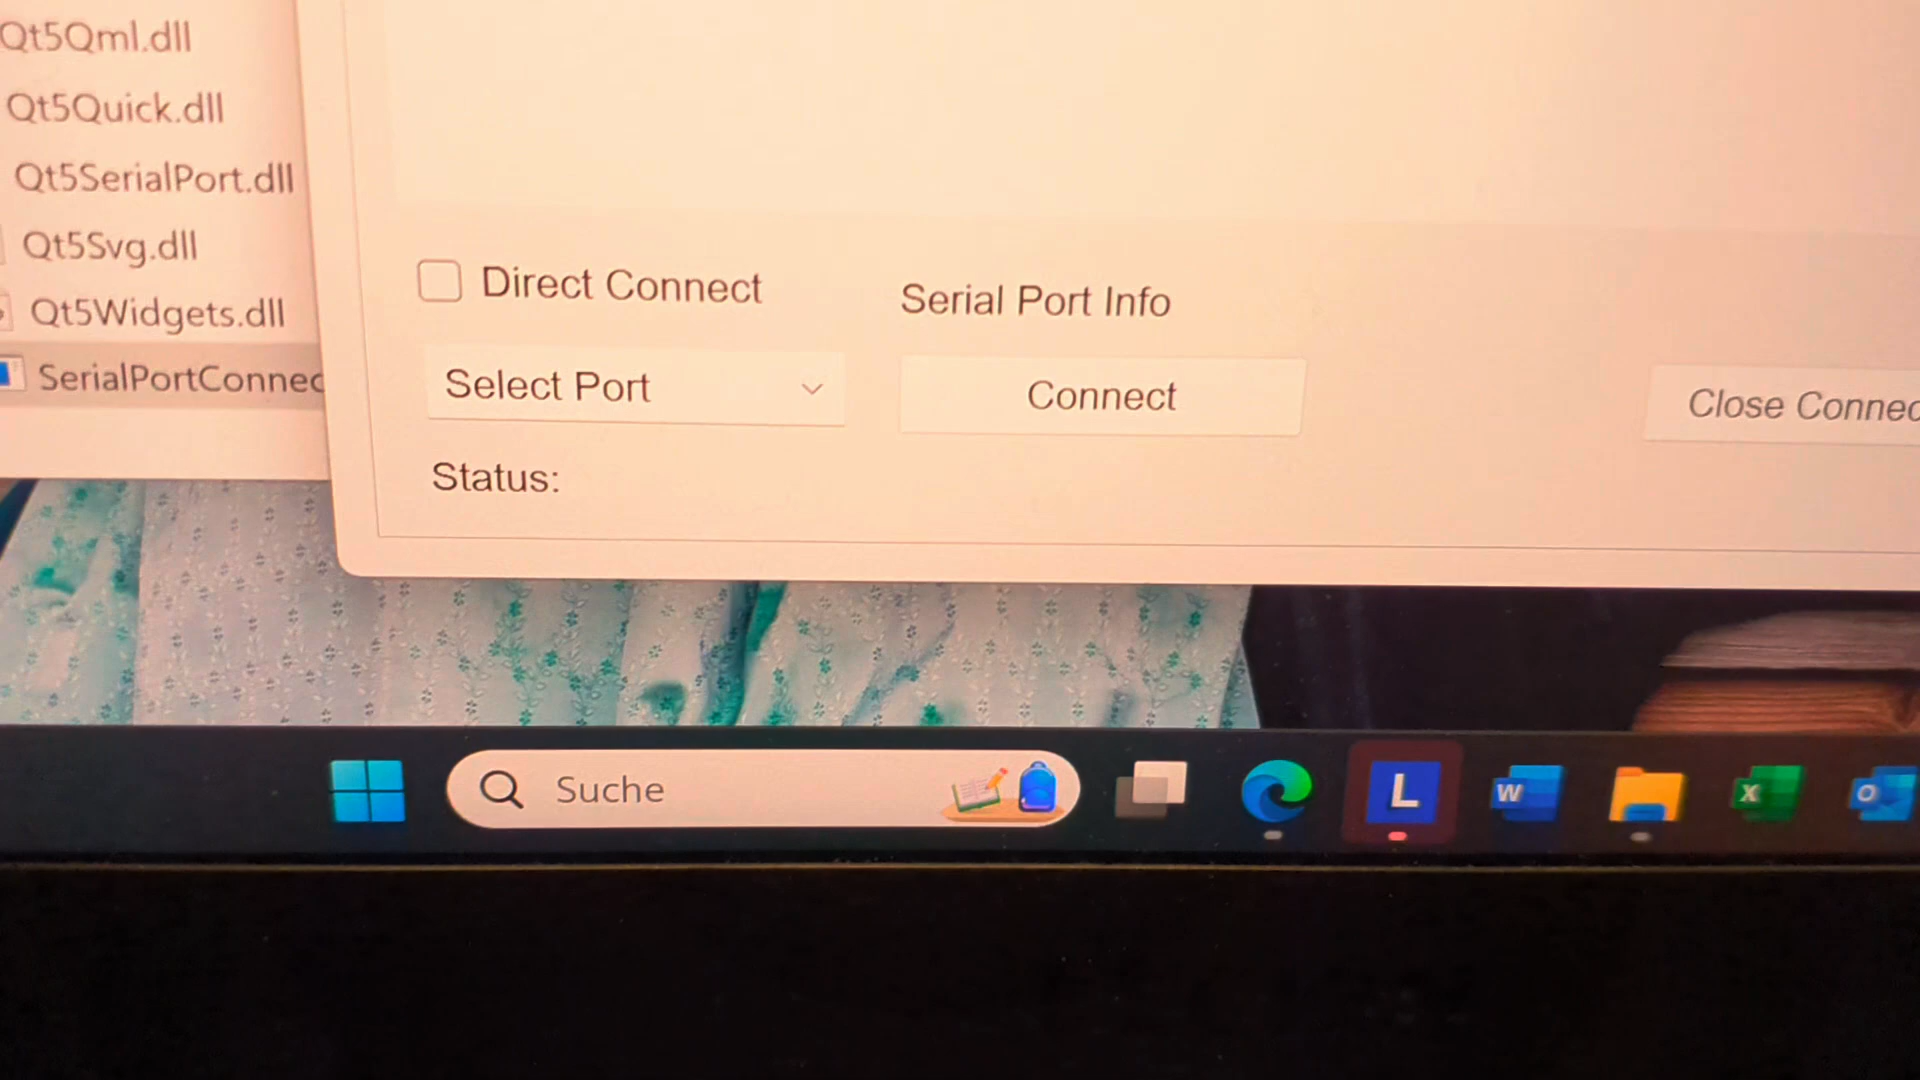 Qt5Qml.dll
Qt5Quick.dll
Qt5SerialPort.dll
Qt5Svg.dll
Qt5Widgets.dll
SerialPortConnec
Direct Connect
Serial Port Info
Select Port
Connect
Close Connec
Status:
Suche
L
W
X
O